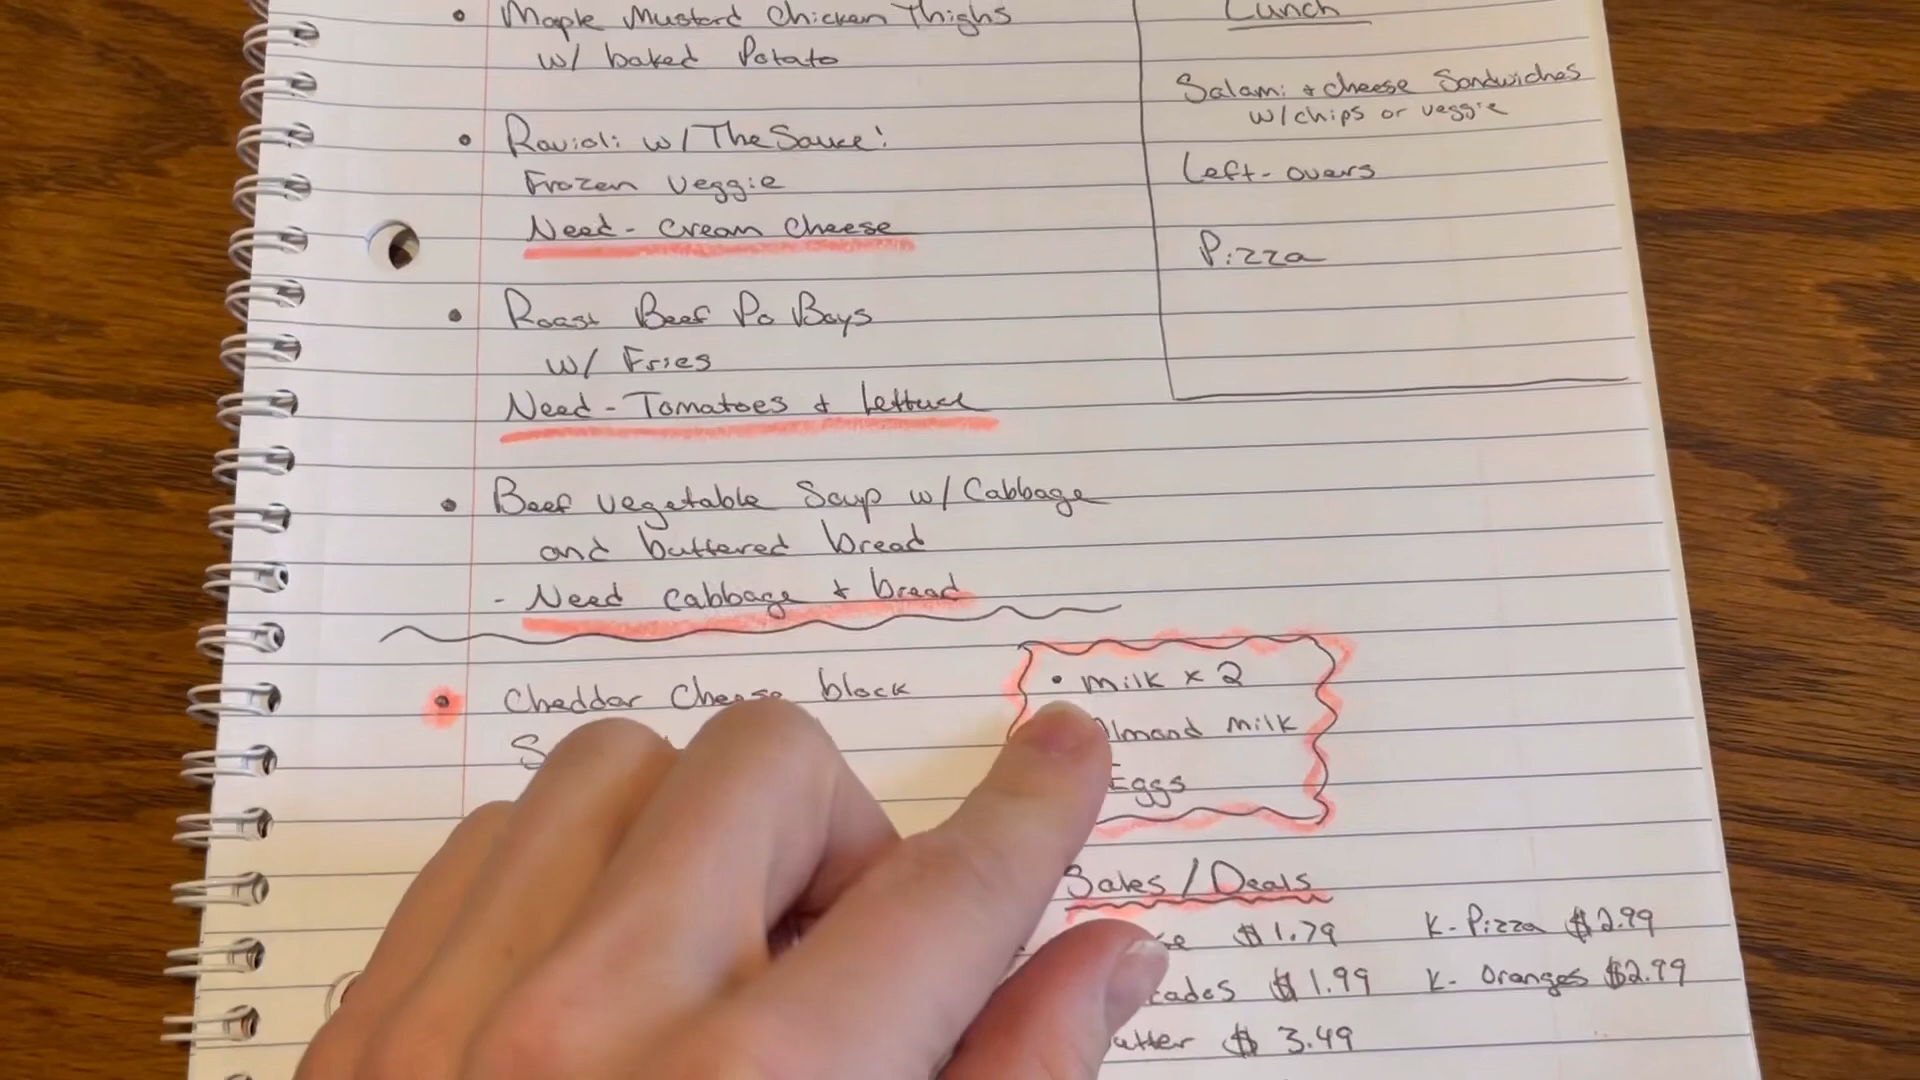 • Maple Mustard Chicken Thighs
w/ baked Potato
• Ravioli w/ The Sauce!
Frozen Veggie
Need - Cream Cheese
• Roast Beef Po Boys
w/ Fries
Need - Tomatoes & Lettuce
• Beef vegetable Soup w/ Cabbage
and buttered bread
- Need cabbage & bread
• Cheddar Cheese block
Lunch
Salami & cheese Sandwiches
w/chips or veggie
Left-overs
Pizza
• milk x 2
Almond milk
Eggs
Sales / Deals
$1.79 K-Pizza $2.99
$1.99 K- Oranges $2.99
$3.49